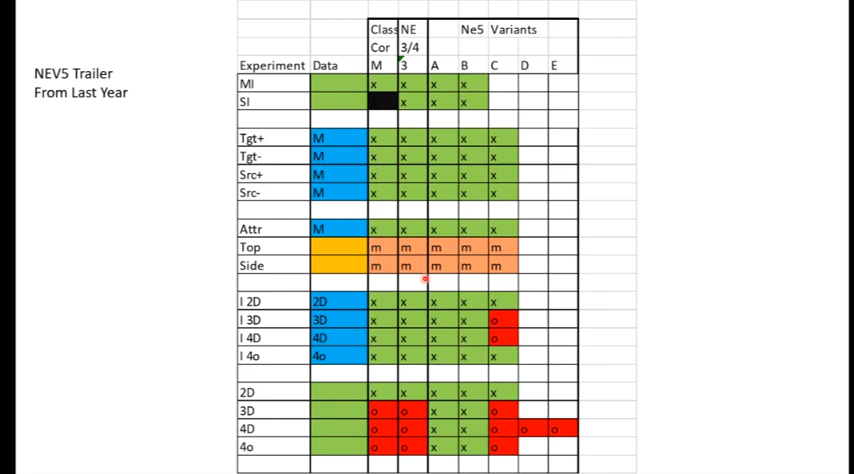 NEV5 Trailer
From Last Year
Class NE Ne5 Variants
Cor 3/4
Experiment Data M 3 A B C D E
MI x x x x
SI x x x
Tgt+ M x x x x x
Tgt- M x x x x x
Src+ M x x x x x
Src- M x x x x x
Attr M x x x x x
Top m m m m m
Side m m m m m
I 2D 2D x x x x x
I 3D 3D x x x x o
I 4D 4D x x x x o
I 4o 4o x x x x x
2D x x x x x
3D o o x x o
4D o o x x o o o
4o o o x x o